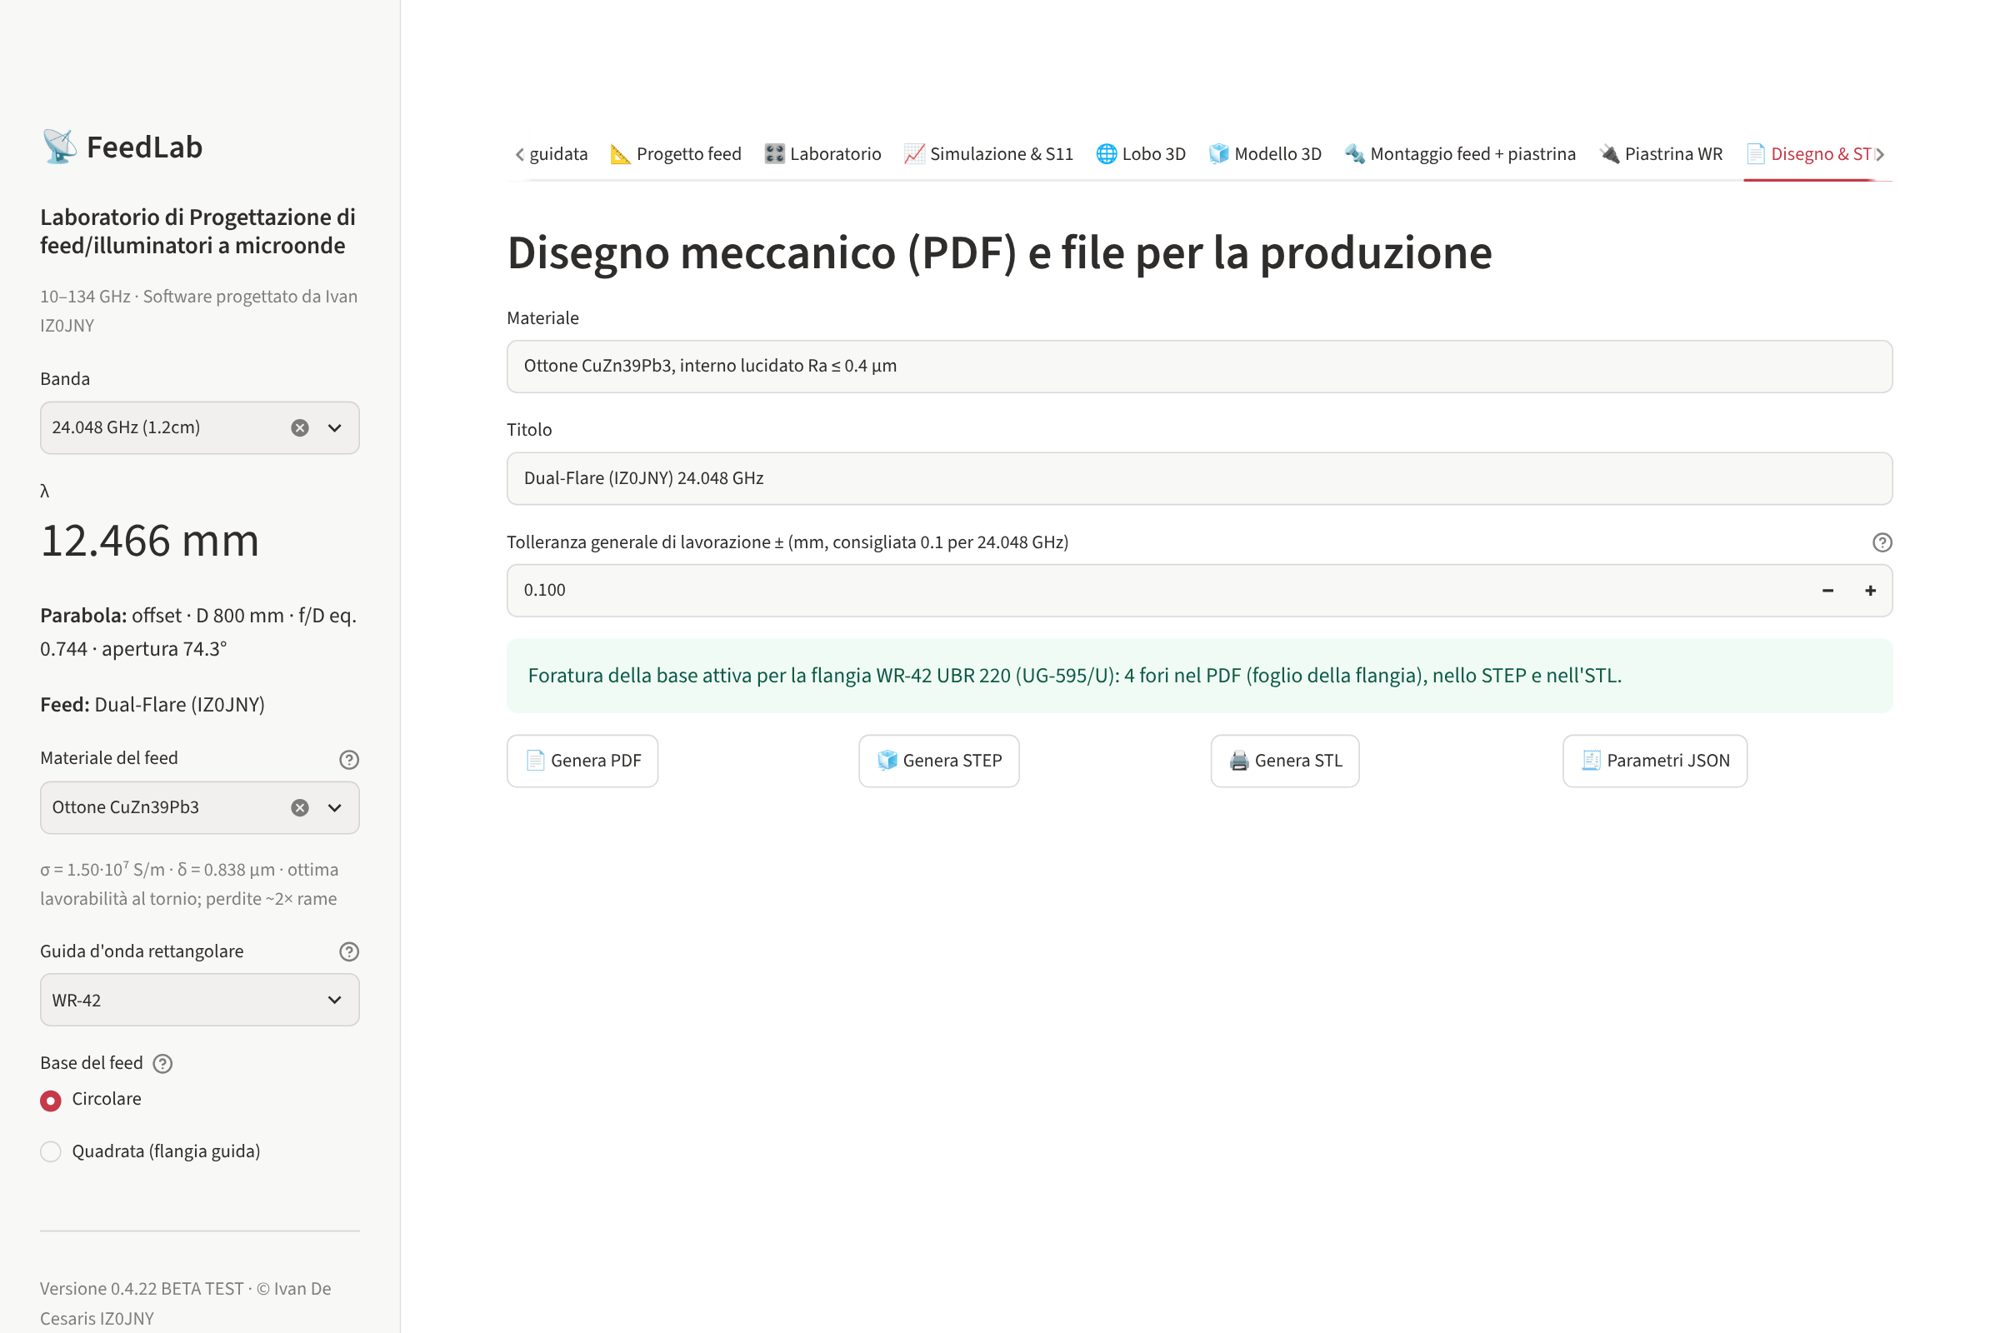 FeedLab
Laboratorio di Progettazione di
feed/illuminatori a microonde
10–134 GHz · Software progettato da Ivan
IZ0JNY
Banda
24.048 GHz (1.2cm)
λ
12.466 mm
Parabola: offset · D 800 mm · f/D eq.
0.744 · apertura 74.3°
Feed: Dual-Flare (IZ0JNY)
Materiale del feed
Ottone CuZn39Pb3
σ = 1.50·10⁷ S/m · δ = 0.838 µm · ottima
lavorabilità al tornio; perdite ~2× rame
Guida d'onda rettangolare
WR-42
Base del feed
Circolare
Quadrata (flangia guida)
Versione 0.4.22 BETA TEST · © Ivan De
Cesaris IZ0JNY
guidata Progetto feed Laboratorio Simulazione & S11 Lobo 3D Modello 3D Montaggio feed + piastrina Piastrina WR Disegno & ST
Disegno meccanico (PDF) e file per la produzione
Materiale
Ottone CuZn39Pb3, interno lucidato Ra ≤ 0.4 µm
Titolo
Dual-Flare (IZ0JNY) 24.048 GHz
Tolleranza generale di lavorazione ± (mm, consigliata 0.1 per 24.048 GHz)
0.100
Foratura della base attiva per la flangia WR-42 UBR 220 (UG-595/U): 4 fori nel PDF (foglio della flangia), nello STEP e nell'STL.
Genera PDF Genera STEP Genera STL Parametri JSON